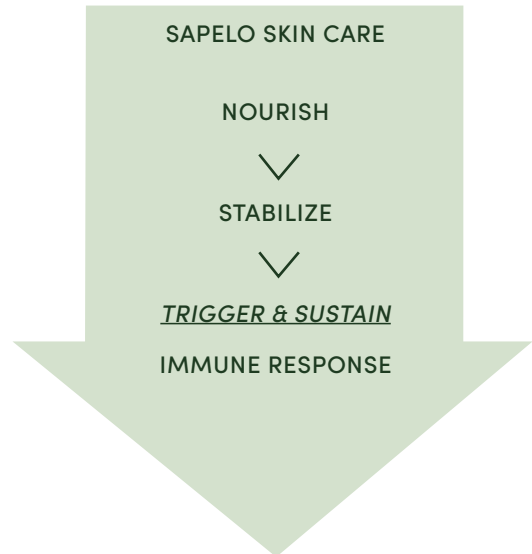 SAPELO SKIN CARE
NOURISH
STABILIZE
TRIGGER & SUSTAIN
IMMUNE RESPONSE